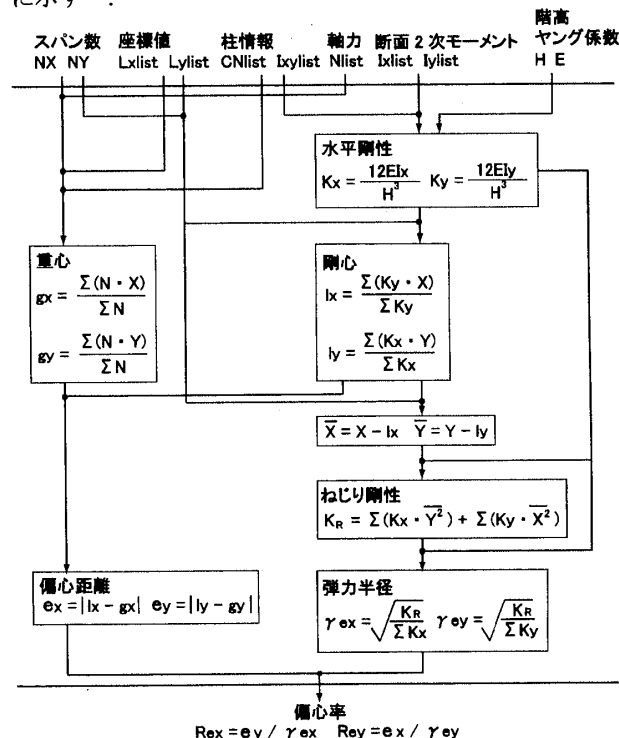 に示す
スパン数 座標値 柱情報 軸力 断面2次モーメント 階高 ヤング係数
NX NY Lxlist Lylist CNlist Ixylist Nlist Ixlist Iylist H E
水平剛性
Kx = 12EIx / H³ Ky = 12EIy / H³
重心
gx = Σ(N・X) / ΣN
gy = Σ(N・Y) / ΣN
剛心
lx = Σ(Ky・X) / ΣKy
ly = Σ(Kx・Y) / ΣKx
X̅ = X - lx Y̅ = Y - ly
ねじり剛性
K_R = Σ(Kx・Y̅²) + Σ(Ky・X̅²)
偏心距離
ex = |lx - gx| ey = |ly - gy|
弾力半径
γex = √(K_R / ΣKx) γey = √(K_R / ΣKy)
偏心率
Rex = ey / γex Rey = ex / γey